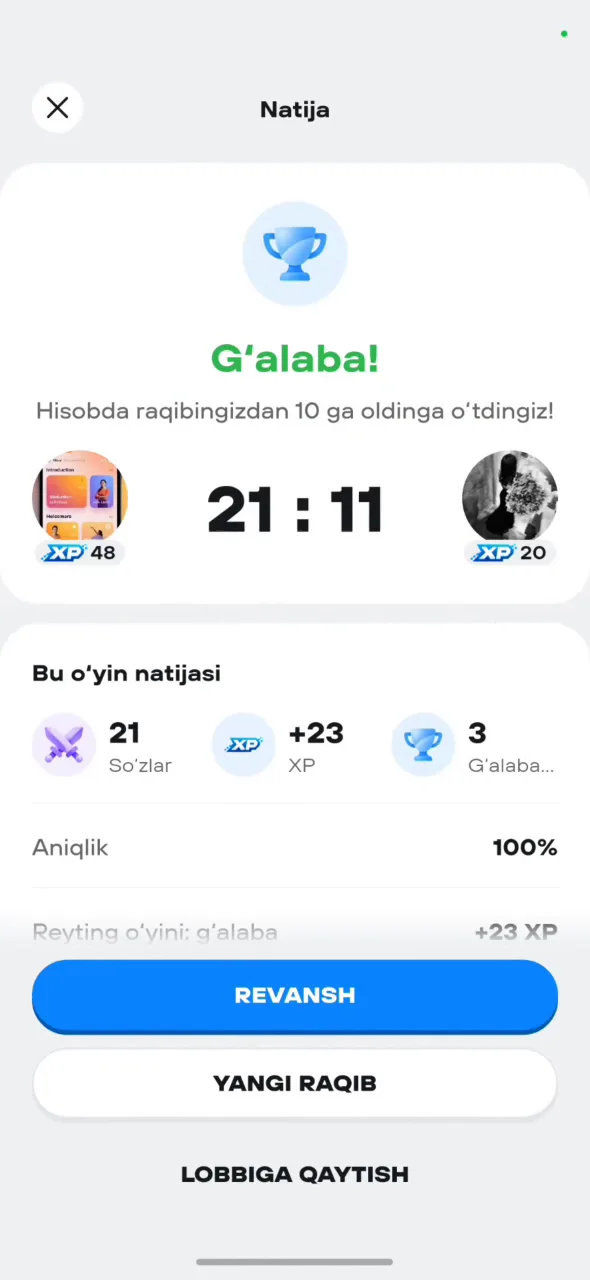 Natija
G‘alaba!
Hisobda raqibingizdan 10 ga oldinga o‘tdingiz!
21 : 11
XP 48
XP 20
Bu o‘yin natijasi
21
So‘zlar
XP
+23
XP
3
G‘alaba...
Aniqlik
100%
Reyting o‘yini: g‘alaba
+23 XP
REVANSH
YANGI RAQIB
LOBBIGA QAYTISH